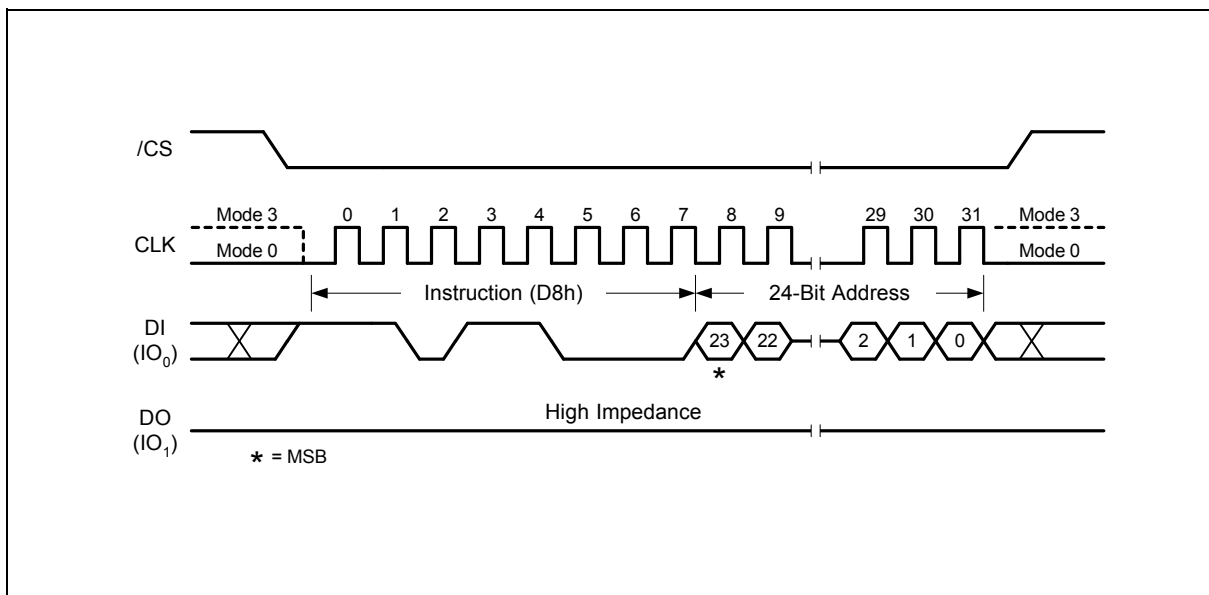 /CS
Mode 3 0 1 2 3 4 5 6 7 8 9 29 30 31 Mode 3
CLK
Mode 0 Mode 0
Instruction (D8h) 24-Bit Address
DI
(IO0) 23 22 2 1 0
*
DO High Impedance
(IO1)
* = MSB